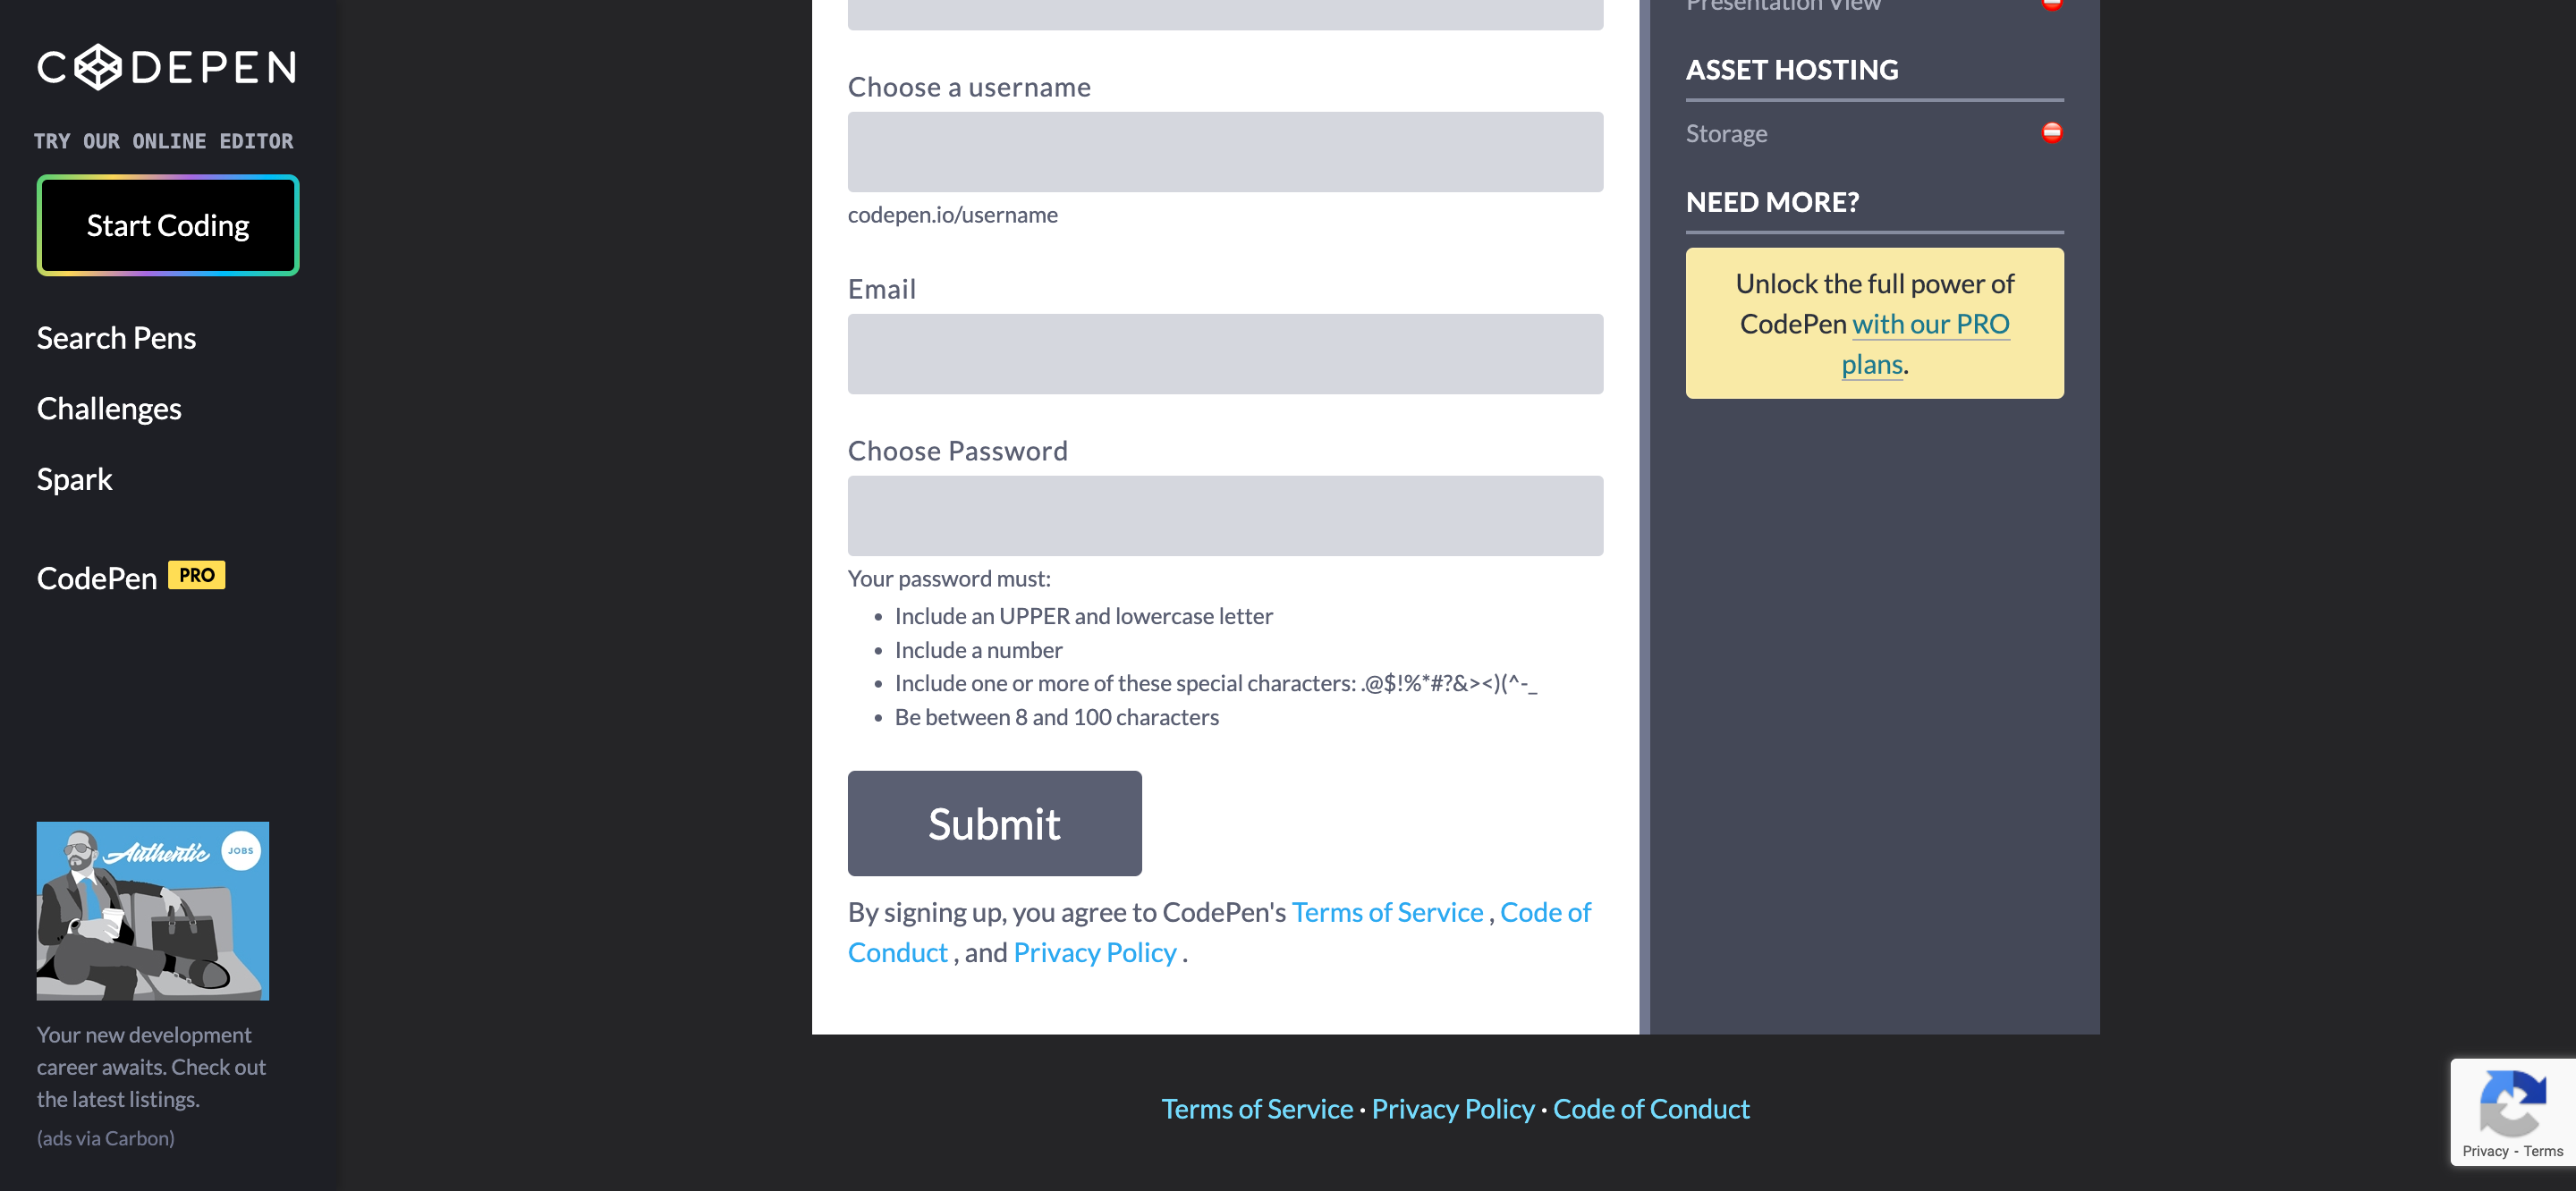 CODEPEN
TRY OUR ONLINE EDITOR
Start Coding
Search Pens
Challenges
Spark
CodePen PRO
Authentic JOBS
Your new development
career awaits. Check out
the latest listings.
(ads via Carbon)
Choose a username
codepen.io/username
Email
Choose Password
Your password must:
• Include an UPPER and lowercase letter
• Include a number
• Include one or more of these special characters: .@$!%*#?&><)(^-_
• Be between 8 and 100 characters
Submit
By signing up, you agree to CodePen's Terms of Service , Code of
Conduct , and Privacy Policy .
Presentation View
ASSET HOSTING
Storage
NEED MORE?
Unlock the full power of
CodePen with our PRO
plans.
Terms of Service · Privacy Policy · Code of Conduct
Privacy - Terms